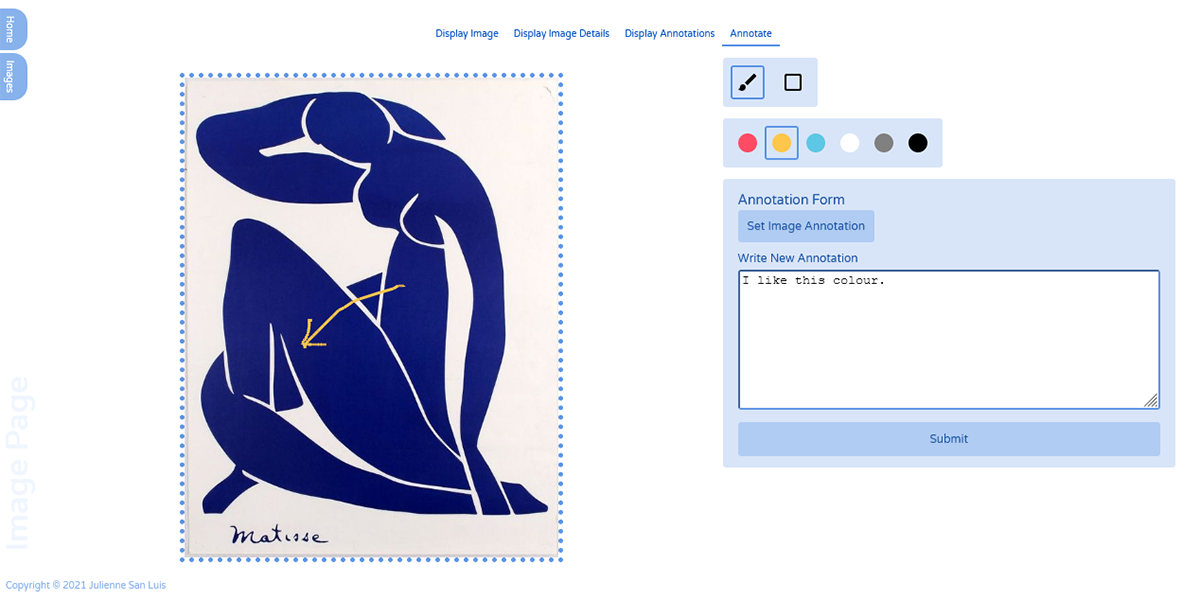 Home
Images
Image Page
Display Image
Display Image Details
Display Annotations
Annotate
Matisse
Annotation Form
Set Image Annotation
Write New Annotation
I like this colour.
Submit
Copyright © 2021 Julienne San Luis